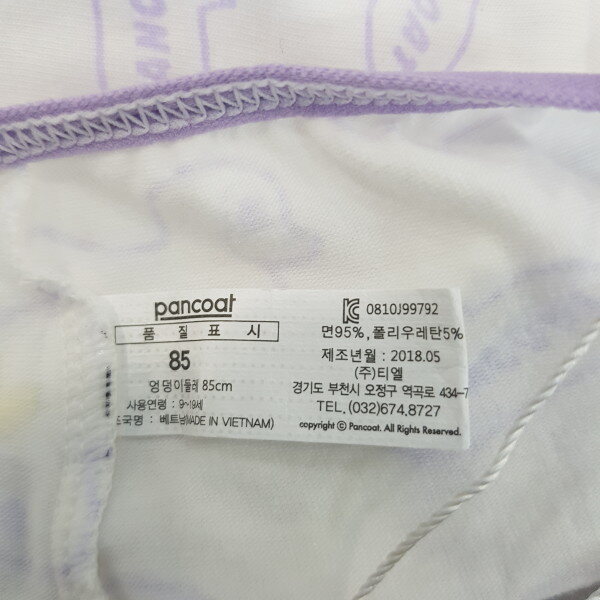 pancoat
품 질 표 시
85
엉덩이둘레 85cm
사용연령 : 9~19세
조국명 : 베트남(MADE IN VIETNAM)
0810J99792
면95%, 폴리우레탄5%
제조년월 : 2018.05
(주)티엘
경기도 부천시 오정구 역곡로 434-7
TEL. (032)674.8727
copyright ⓒ Pancoat. All Rights Reserved.